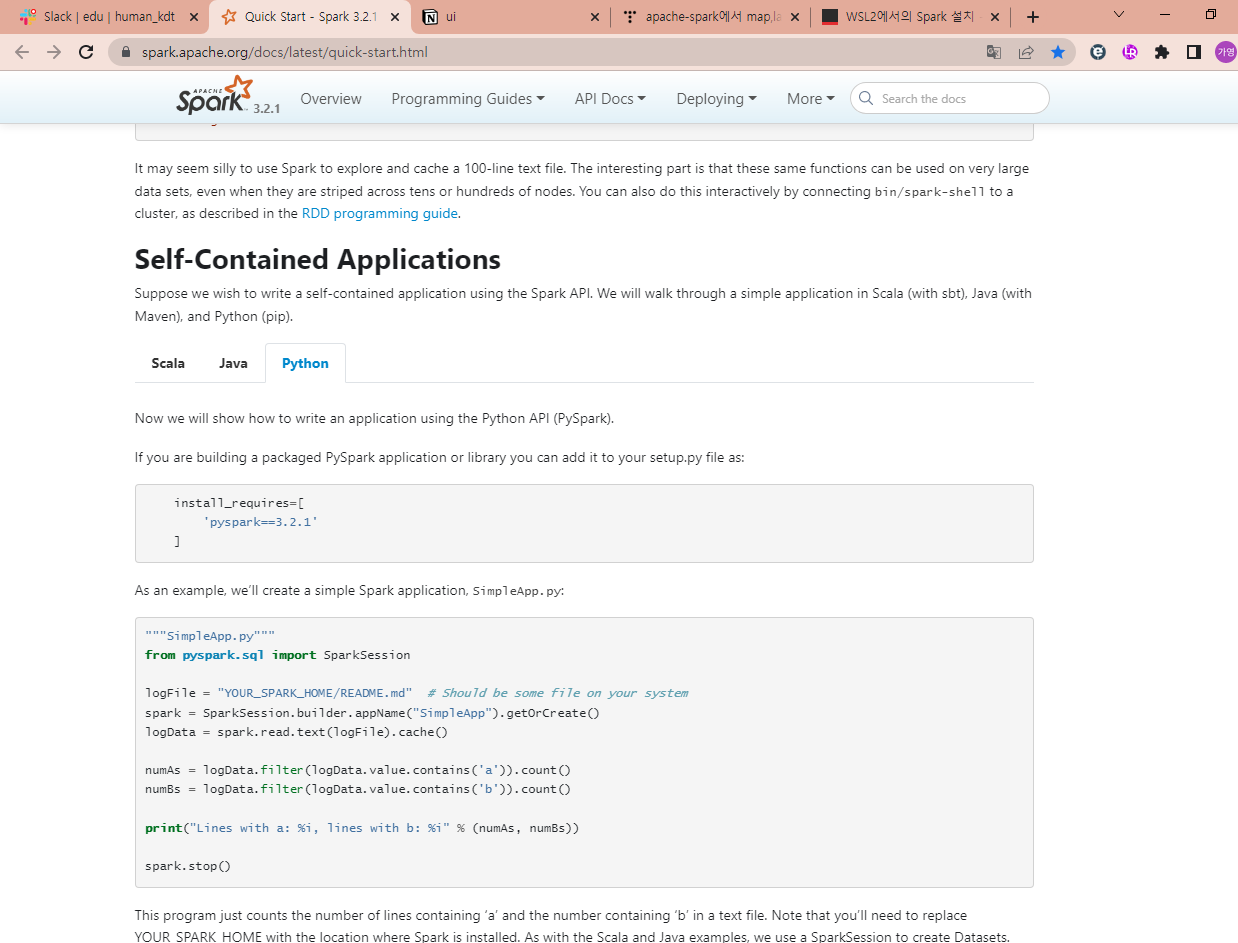 Slack | edu | human_kdt
Quick Start - Spark 3.2.1
ui
apache-spark에서 map,la
WSL2에서의 Spark 설치
spark.apache.org/docs/latest/quick-start.html
가영
APACHE
Spark 3.2.1
Overview
Programming Guides
API Docs
Deploying
More
Search the docs
It may seem silly to use Spark to explore and cache a 100-line text file. The interesting part is that these same functions can be used on very large
data sets, even when they are striped across tens or hundreds of nodes. You can also do this interactively by connecting bin/spark-shell to a
cluster, as described in the RDD programming guide.
Self-Contained Applications
Suppose we wish to write a self-contained application using the Spark API. We will walk through a simple application in Scala (with sbt), Java (with
Maven), and Python (pip).
Scala
Java
Python
Now we will show how to write an application using the Python API (PySpark).
If you are building a packaged PySpark application or library you can add it to your setup.py file as:
install_requires=[
'pyspark==3.2.1'
]
As an example, we’ll create a simple Spark application, SimpleApp.py:
"""SimpleApp.py"""
from pyspark.sql import SparkSession
logFile = "YOUR_SPARK_HOME/README.md"  # Should be some file on your system
spark = SparkSession.builder.appName("SimpleApp").getOrCreate()
logData = spark.read.text(logFile).cache()
numAs = logData.filter(logData.value.contains('a')).count()
numBs = logData.filter(logData.value.contains('b')).count()
print("Lines with a: %i, lines with b: %i" % (numAs, numBs))
spark.stop()
This program just counts the number of lines containing ‘a’ and the number containing ‘b’ in a text file. Note that you’ll need to replace
YOUR_SPARK_HOME with the location where Spark is installed. As with the Scala and Java examples, we use a SparkSession to create Datasets.